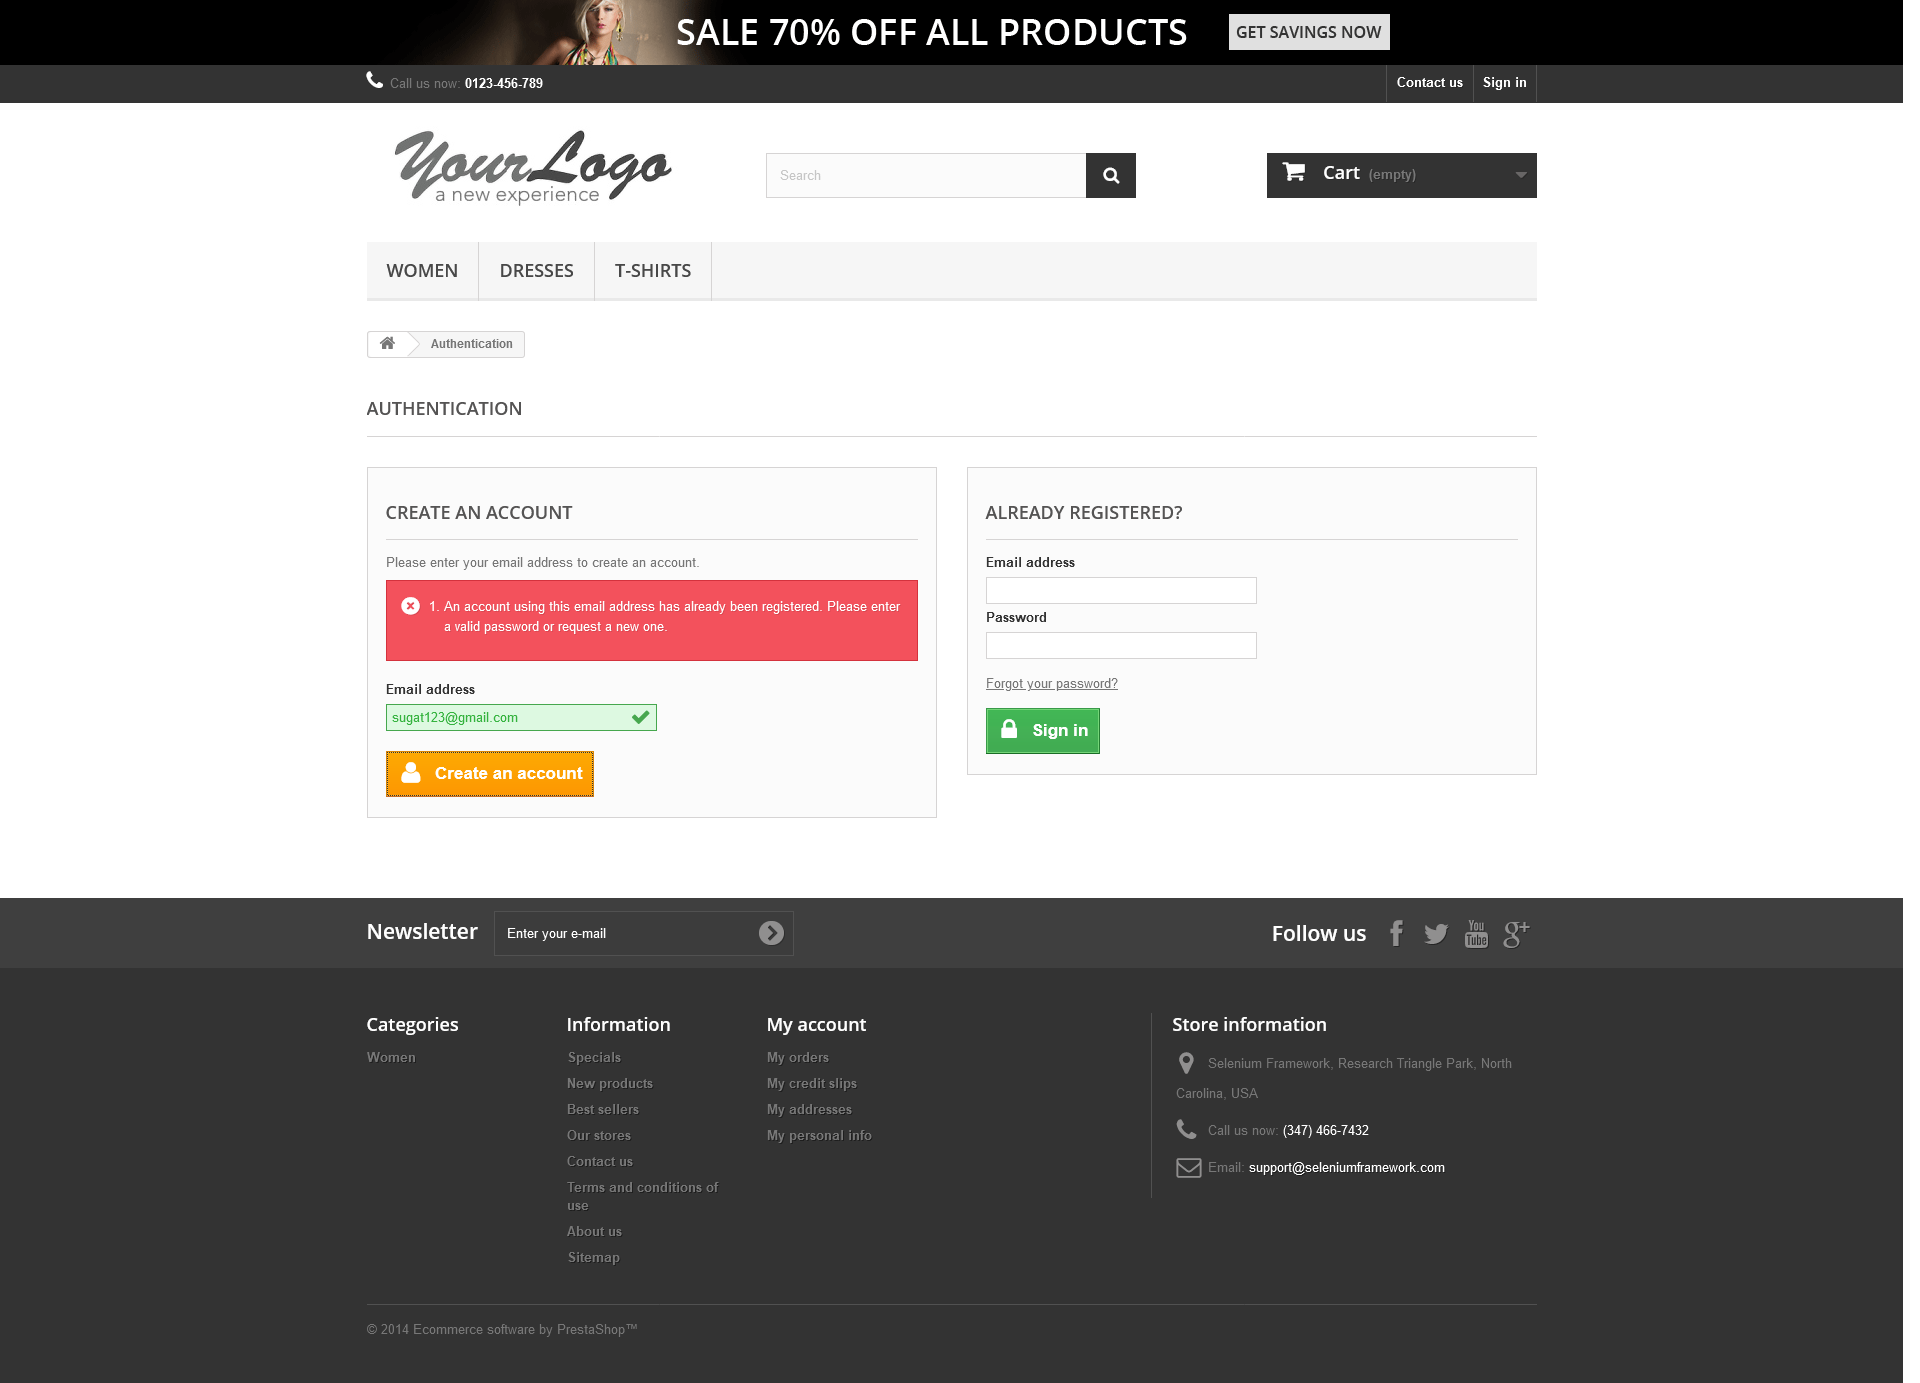 SALE 70% OFF ALL PRODUCTS GET SAVINGS NOW
Call us now: 0123-456-789
Contact us Sign in
YourLogo
a new experience
Search
Cart (empty)
WOMEN DRESSES T-SHIRTS
Authentication
AUTHENTICATION
CREATE AN ACCOUNT
Please enter your email address to create an account.
1. An account using this email address has already been registered. Please enter
a valid password or request a new one.
Email address
sugat123@gmail.com
Create an account
ALREADY REGISTERED?
Email address
Password
Forgot your password?
Sign in
Newsletter
Enter your e-mail
Follow us
You
Tube
g+
Categories
Women
Information
Specials
New products
Best sellers
Our stores
Contact us
Terms and conditions of
use
About us
Sitemap
My account
My orders
My credit slips
My addresses
My personal info
Store information
Selenium Framework, Research Triangle Park, North
Carolina, USA
Call us now: (347) 466-7432
Email: support@seleniumframework.com
© 2014 Ecommerce software by PrestaShop™